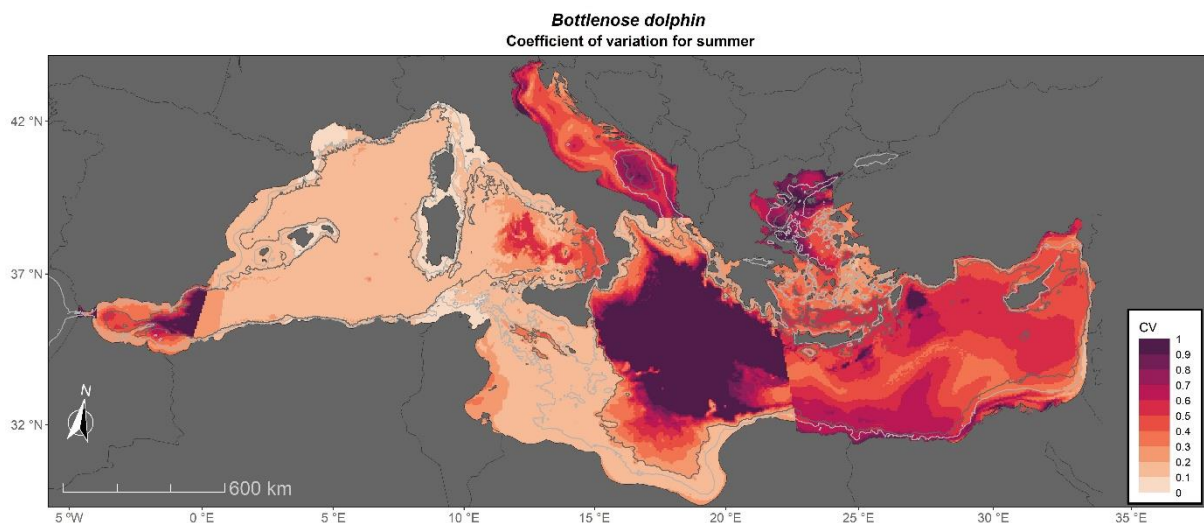 Bottlenose dolphin
Coefficient of variation for summer
42 °N
37 °N
32 °N
N
600 km
CV
1
0.9
0.8
0.7
0.6
0.5
0.4
0.3
0.2
0.1
0
5 °W
0 °E
5 °E
10 °E
15 °E
20 °E
25 °E
30 °E
35 °E